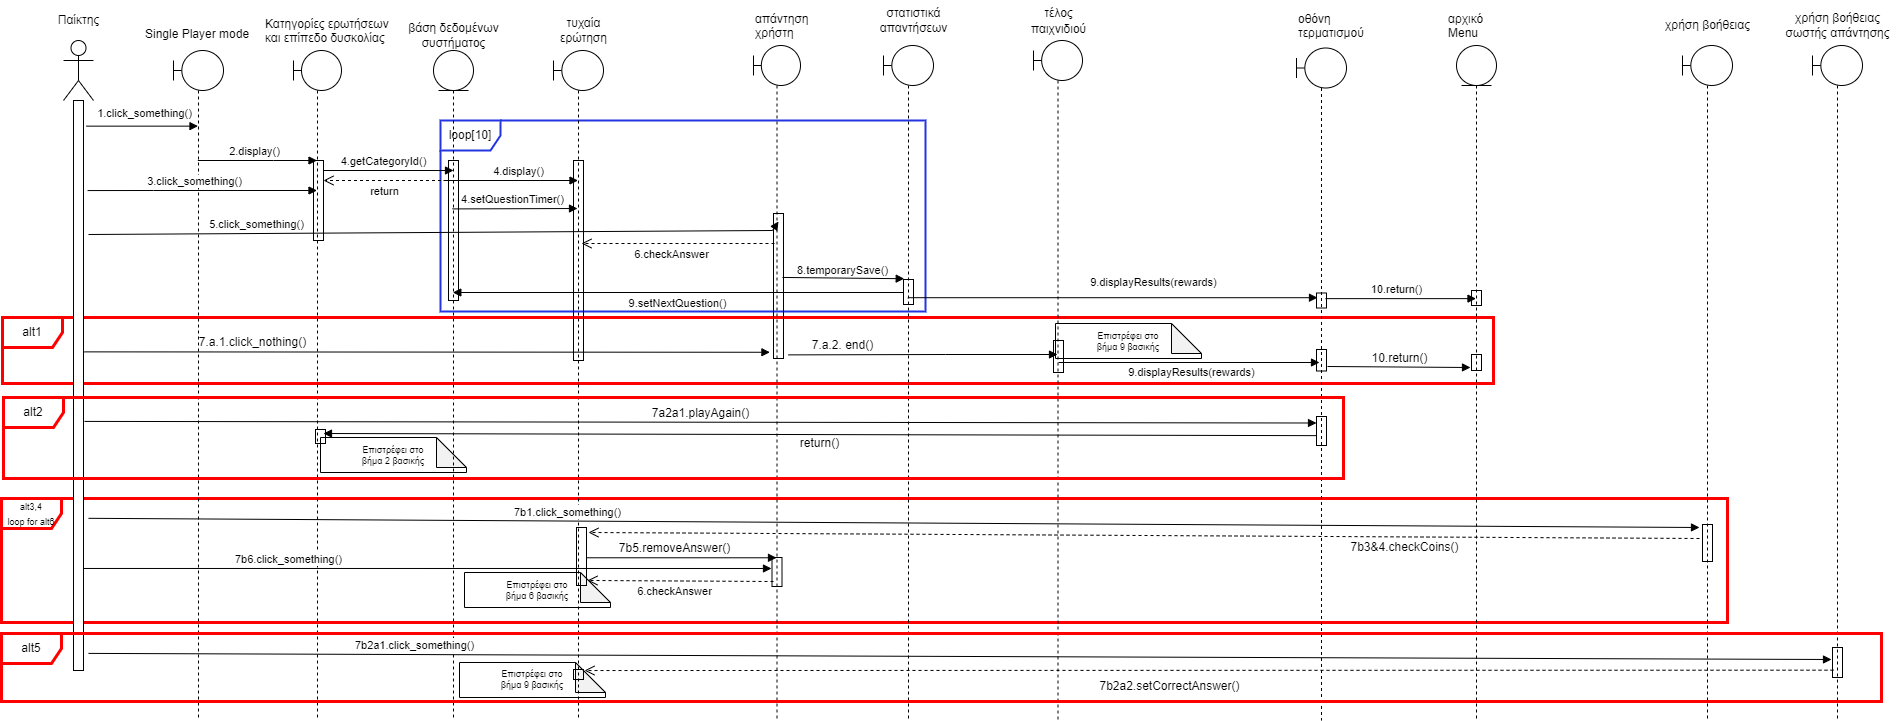 Παίκτης
Single Player mode
Κατηγορίες ερωτήσεων
και επίπεδο δυσκολίας
βάση δεδομένων
συστήματος
τυχαία
ερώτηση
απάντηση
χρήστη
στατιστικά
απαντήσεων
τέλος
παιχνιδιού
οθόνη
τερματισμού
αρχικό
Menu
χρήση βοήθειας
χρήση βοήθειας
σωστής απάντησης
1.click_something()
loop[10]
2.display()
4.getCategoryId()
4.display()
3.click_something()
return
4.setQuestionTimer()
5.click_something()
6.checkAnswer
8.temporarySave()
9.displayResults(rewards)
10.return()
9.setNextQuestion()
alt1
7.a.1.click_nothing()
7.a.2. end()
Επιστρέφει στο
βήμα 9 βασικής
10.return()
9.displayResults(rewards)
alt2
7a2a1.playAgain()
return()
Επιστρέφει στο
βήμα 2 βασικής
alt3,4
loop for alt6
7b1.click_something()
7b3&4.checkCoins()
7b5.removeAnswer()
7b6.click_something()
Επιστρέφει στο
βήμα 6 βασικής
6.checkAnswer
alt5
7b2a1.click_something()
Επιστρέφει στο
βήμα 9 βασικής
7b2a2.setCorrectAnswer()